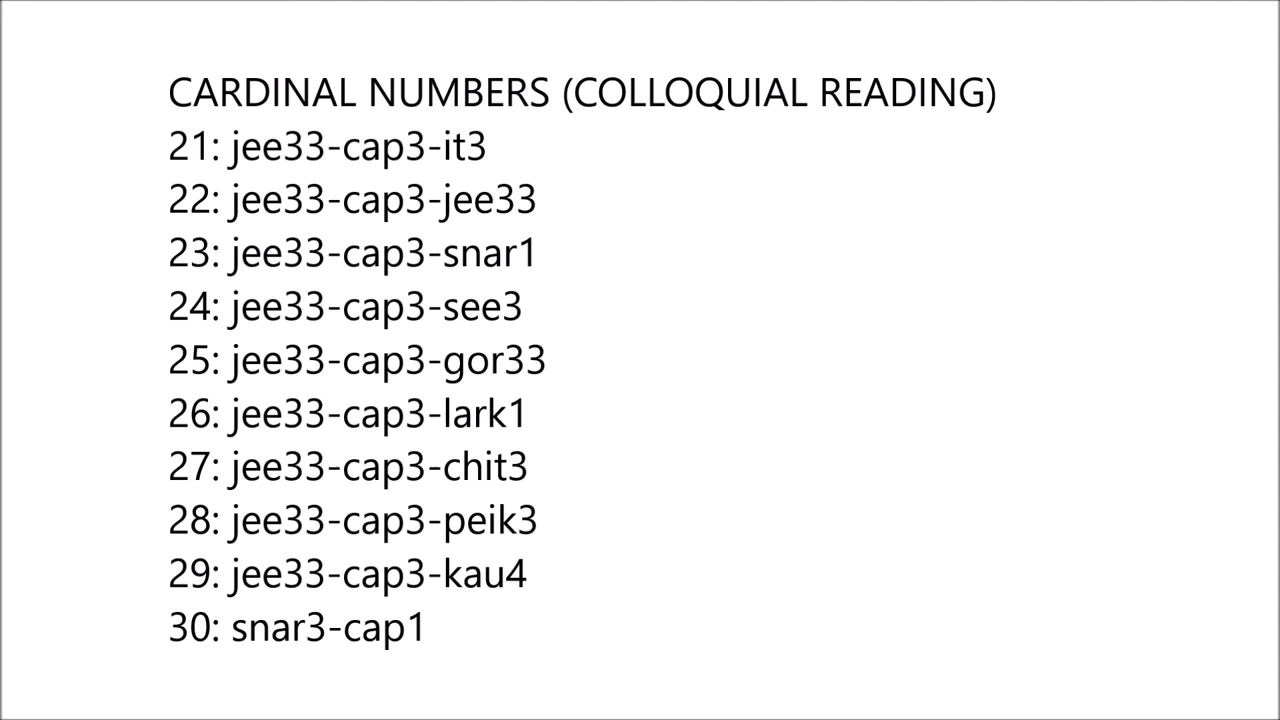 CARDINAL NUMBERS (COLLOQUIAL READING)
21: jee33-cap3-it3
22: jee33-cap3-jee33
23: jee33-cap3-snar1
24: jee33-cap3-see3
25: jee33-cap3-gor33
26: jee33-cap3-lark1
27: jee33-cap3-chit3
28: jee33-cap3-peik3
29: jee33-cap3-kau4
30: snar3-cap1